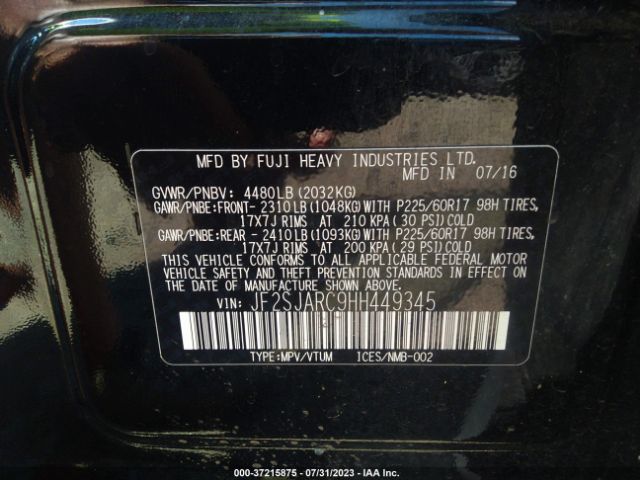 MFD BY FUJI HEAVY INDUSTRIES LTD.
MFD IN 07/16
GVWR/PNBV: 4480LB(2032KG)
GAWR/PNBE:FRONT- 2310LB(1048KG)WITH P225/60R17 98H TIRES,
17X7J RIMS AT 210 KPA(30 PSI)COLD
GAWR/PNBE:REAR - 2410LB(1093KG)WITH P225/60R17 98H TIRES,
17X7J RIMS AT 200 KPA(29 PSI)COLD
THIS VEHICLE CONFORMS TO ALL APPLICABLE FEDERAL MOTOR
VEHICLE SAFETY AND THEFT PREVENTION STANDARDS IN EFFECT ON
THE DATE OF MANUFACTURE SHOWN ABOVE.
VIN: JF2SJARC9HH449345
TYPE:MPV/VTUM ICES/NMB-002
000-37215875 - 07/31/2023 - IAA Inc.